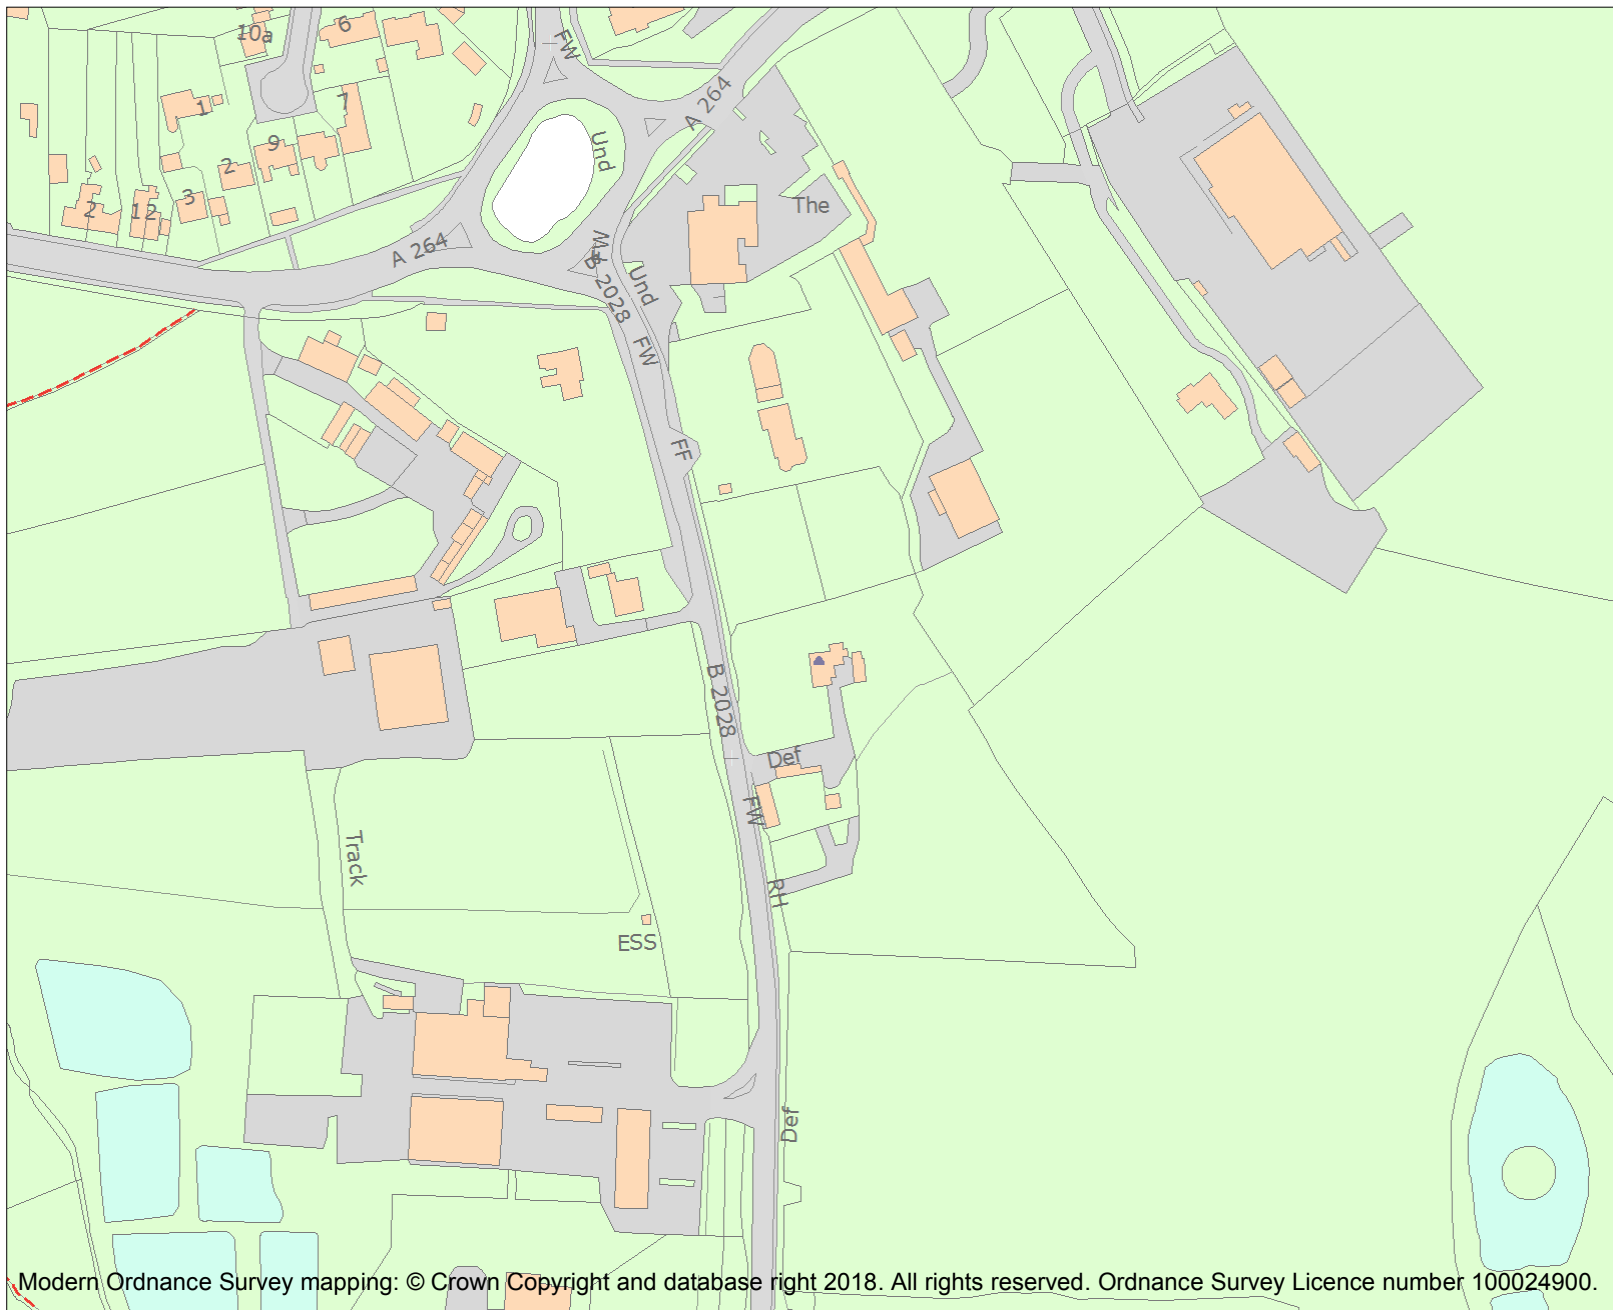 10a
6
FW
7
1
9
2
3
2
12
A 264
Und
The
A 264
FW
B 2028
Und
FW
FF
B 2028
Def
FW
Track
RH
ESS
Def
Modern Ordnance Survey mapping: © Crown Copyright and database right 2018. All rights reserved. Ordnance Survey Licence number 100024900.